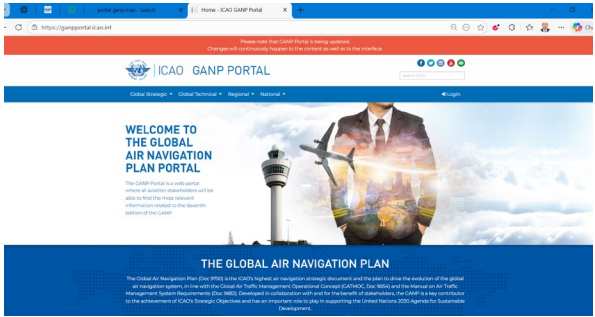 portal ganp icap - Search
Home - ICAO GANP Portal
https://ganpportal.icao.int
Please note that GANP Portal is being updated.
Changes will continuously happen to the content as well as to the interface.
ICAO GANP PORTAL
Global Strategic
Global Technical
Regional
National
Login
WELCOME TO
THE GLOBAL
AIR NAVIGATION
PLAN PORTAL
The GANP Portal is a web portal
where all aviation stakeholders will be
able to find the most relevant
information related to the Seventh
edition of the GANP.
THE GLOBAL AIR NAVIGATION PLAN
The Global Air Navigation Plan (Doc 9750) is the ICAO's highest air navigation strategic document and the plan to drive the evolution of the global
air navigation system, in line with the Global Air Traffic Management Operational Concept (GATMOC, Doc 9854) and the Manual on Air Traffic
Management System Requirements (Doc 9882). Developed in collaboration with and for the benefit of stakeholders, the GANP is a key contributor
to the achievement of ICAO's Strategic Objectives and has an important role to play in supporting the United Nations 2030 Agenda for Sustainable
Development.